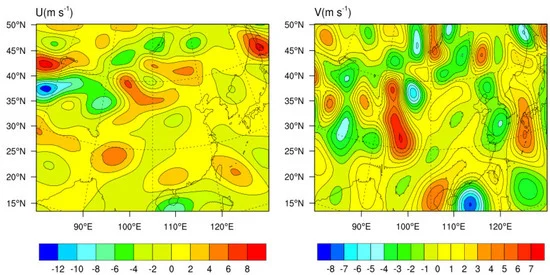 U(m s⁻¹)
V(m s⁻¹)
50°N
45°N
40°N
35°N
30°N
25°N
20°N
15°N
90°E 100°E 110°E 120°E
50°N
45°N
40°N
35°N
30°N
25°N
20°N
15°N
90°E 100°E 110°E 120°E
-12 -10 -8 -6 -4 -2 0 2 4 6 8
-8 -7 -6 -5 -4 -3 -2 -1 0 1 2 3 4 5 6 7